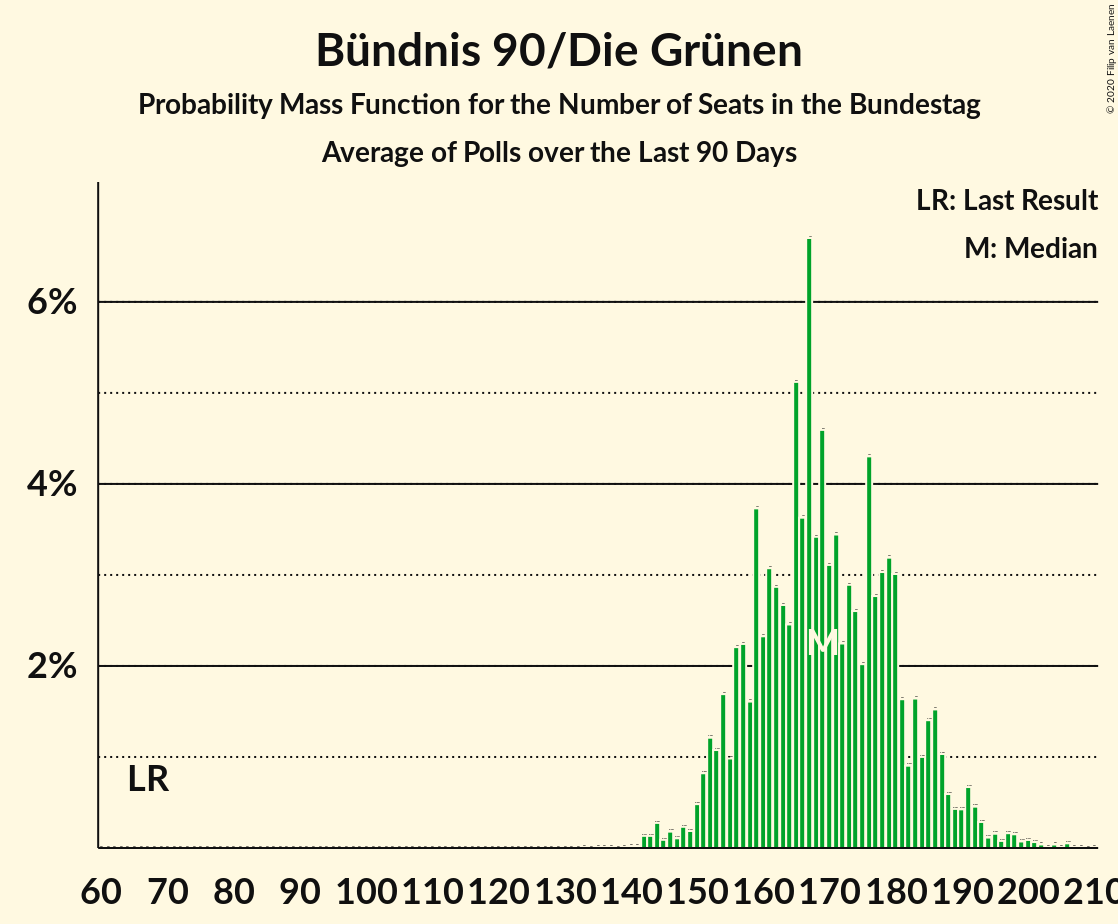 Bündnis 90/Die Grünen
Probability Mass Function for the Number of Seats in the Bundestag
Average of Polls over the Last 90 Days
© 2020 Filip van Laenen
LR: Last Result
M: Median
6%
4%
2%
LR
M
60 70 80 90 100 110 120 130 140 150 160 170 180 190 200 210